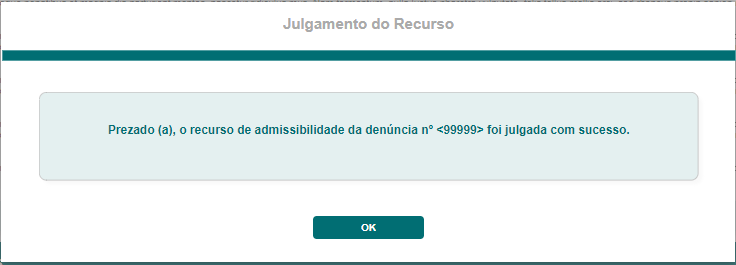 Julgamento do Recurso
Prezado (a), o recurso de admissibilidade da denúncia nº <99999> foi julgada com sucesso.
OK